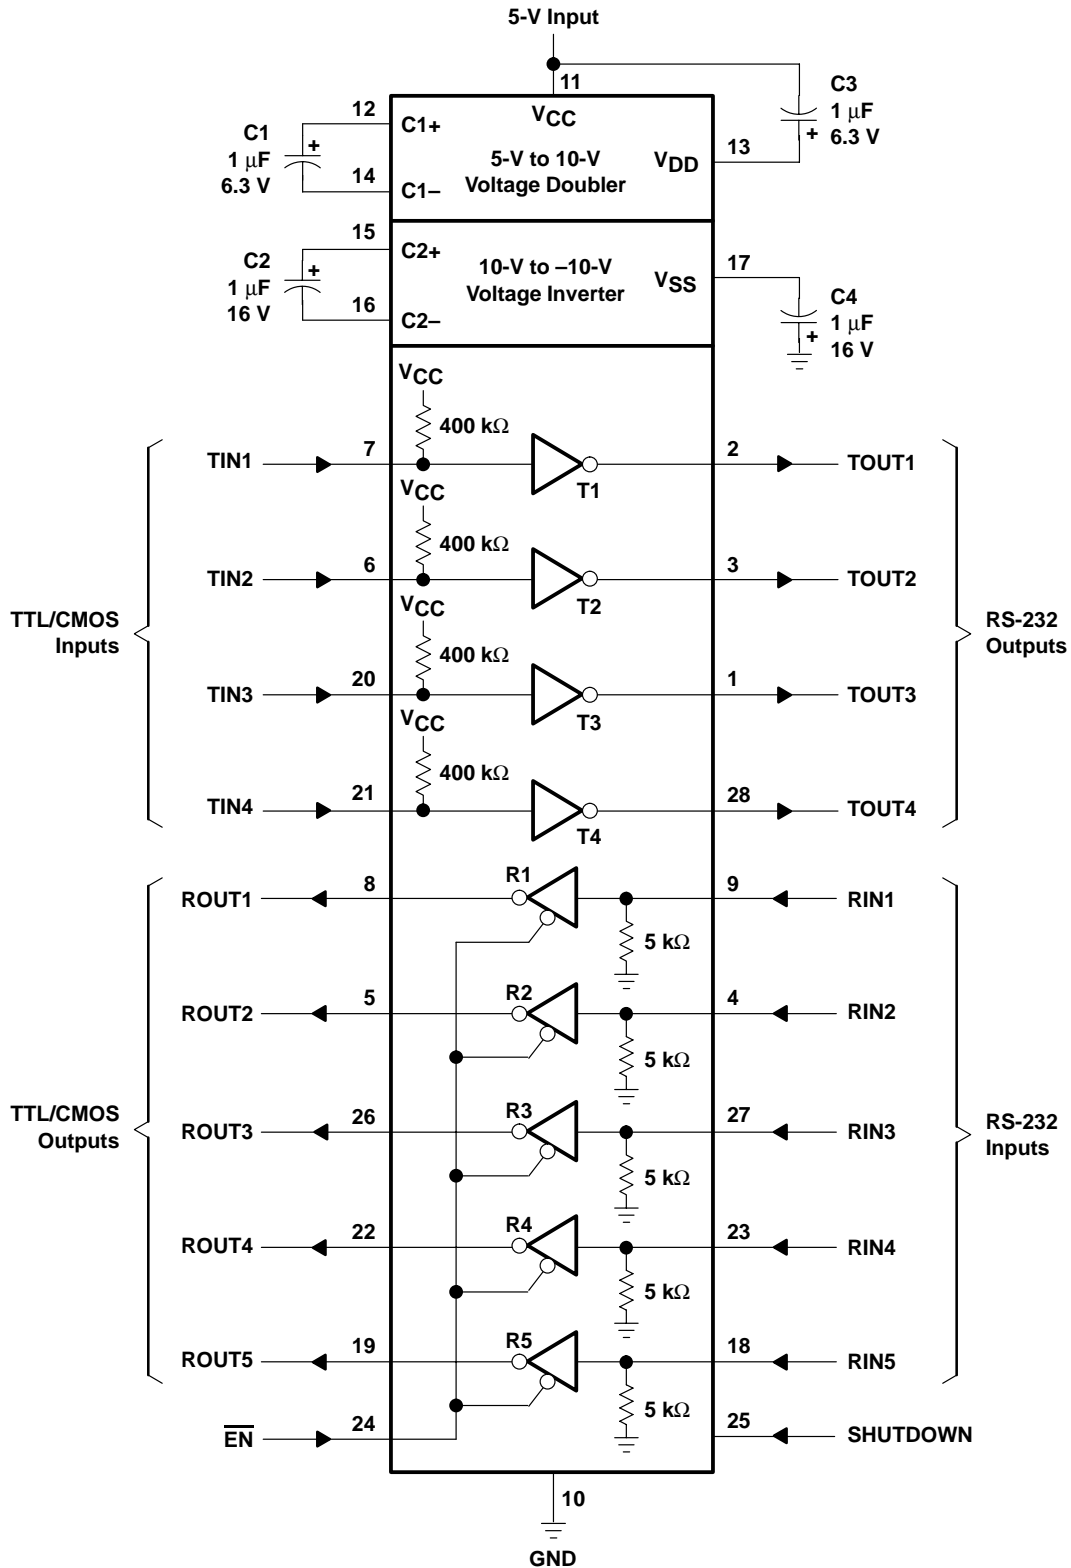 5-V Input
11
VCC
12
C1+
C1
1 μF
6.3 V
14
C1–
5-V to 10-V
Voltage Doubler
VDD
13
C3
1 μF
6.3 V
+
+
15
C2+
C2
1 μF
16 V
16
C2–
10-V to –10-V
Voltage Inverter
VSS
17
C4
1 μF
16 V
+
+
TTL/CMOS
Inputs
VCC
400 kΩ
TIN1
7
T1
2
TOUT1
VCC
400 kΩ
TIN2
6
T2
3
TOUT2
VCC
400 kΩ
TIN3
20
T3
1
TOUT3
VCC
400 kΩ
TIN4
21
T4
28
TOUT4
RS-232
Outputs
TTL/CMOS
Outputs
ROUT1
8
R1
9
RIN1
5 kΩ
ROUT2
5
R2
4
RIN2
5 kΩ
ROUT3
26
R3
27
RIN3
5 kΩ
ROUT4
22
R4
23
RIN4
5 kΩ
ROUT5
19
R5
18
RIN5
5 kΩ
RS-232
Inputs
EN
24
25
SHUTDOWN
10
GND